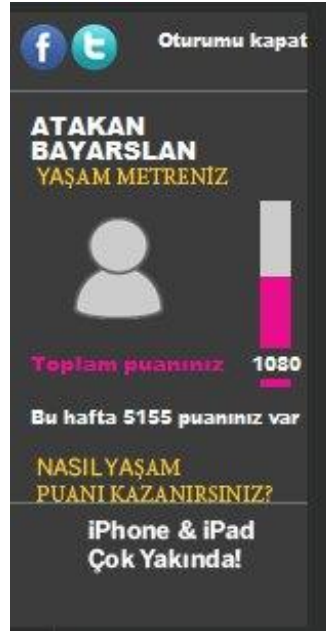 f t Oturumu kapat
ATAKAN
BAYARSLAN
YAŞAM METRENİZ
Toplam puanınız 1080
Bu hafta 5155 puanınız var
NASIL YAŞAM
PUANI KAZANIRSINIZ?
iPhone & iPad
Çok Yakında!